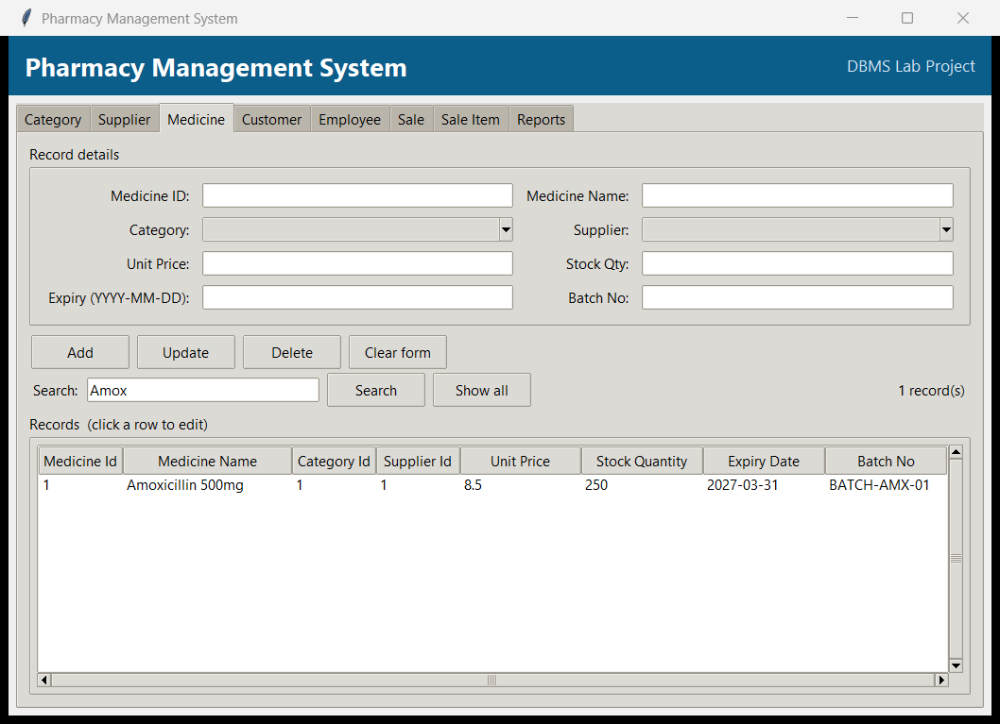 Pharmacy Management System
Pharmacy Management System DBMS Lab Project
Category Supplier Medicine Customer Employee Sale Sale Item Reports
Record details
Medicine ID: Medicine Name:
Category: Supplier:
Unit Price: Stock Qty:
Expiry (YYYY-MM-DD): Batch No:
Add Update Delete Clear form
Search: Amox Search Show all 1 record(s)
Records (click a row to edit)
Medicine Id Medicine Name Category Id Supplier Id Unit Price Stock Quantity Expiry Date Batch No
1 Amoxicillin 500mg 1 1 8.5 250 2027-03-31 BATCH-AMX-01